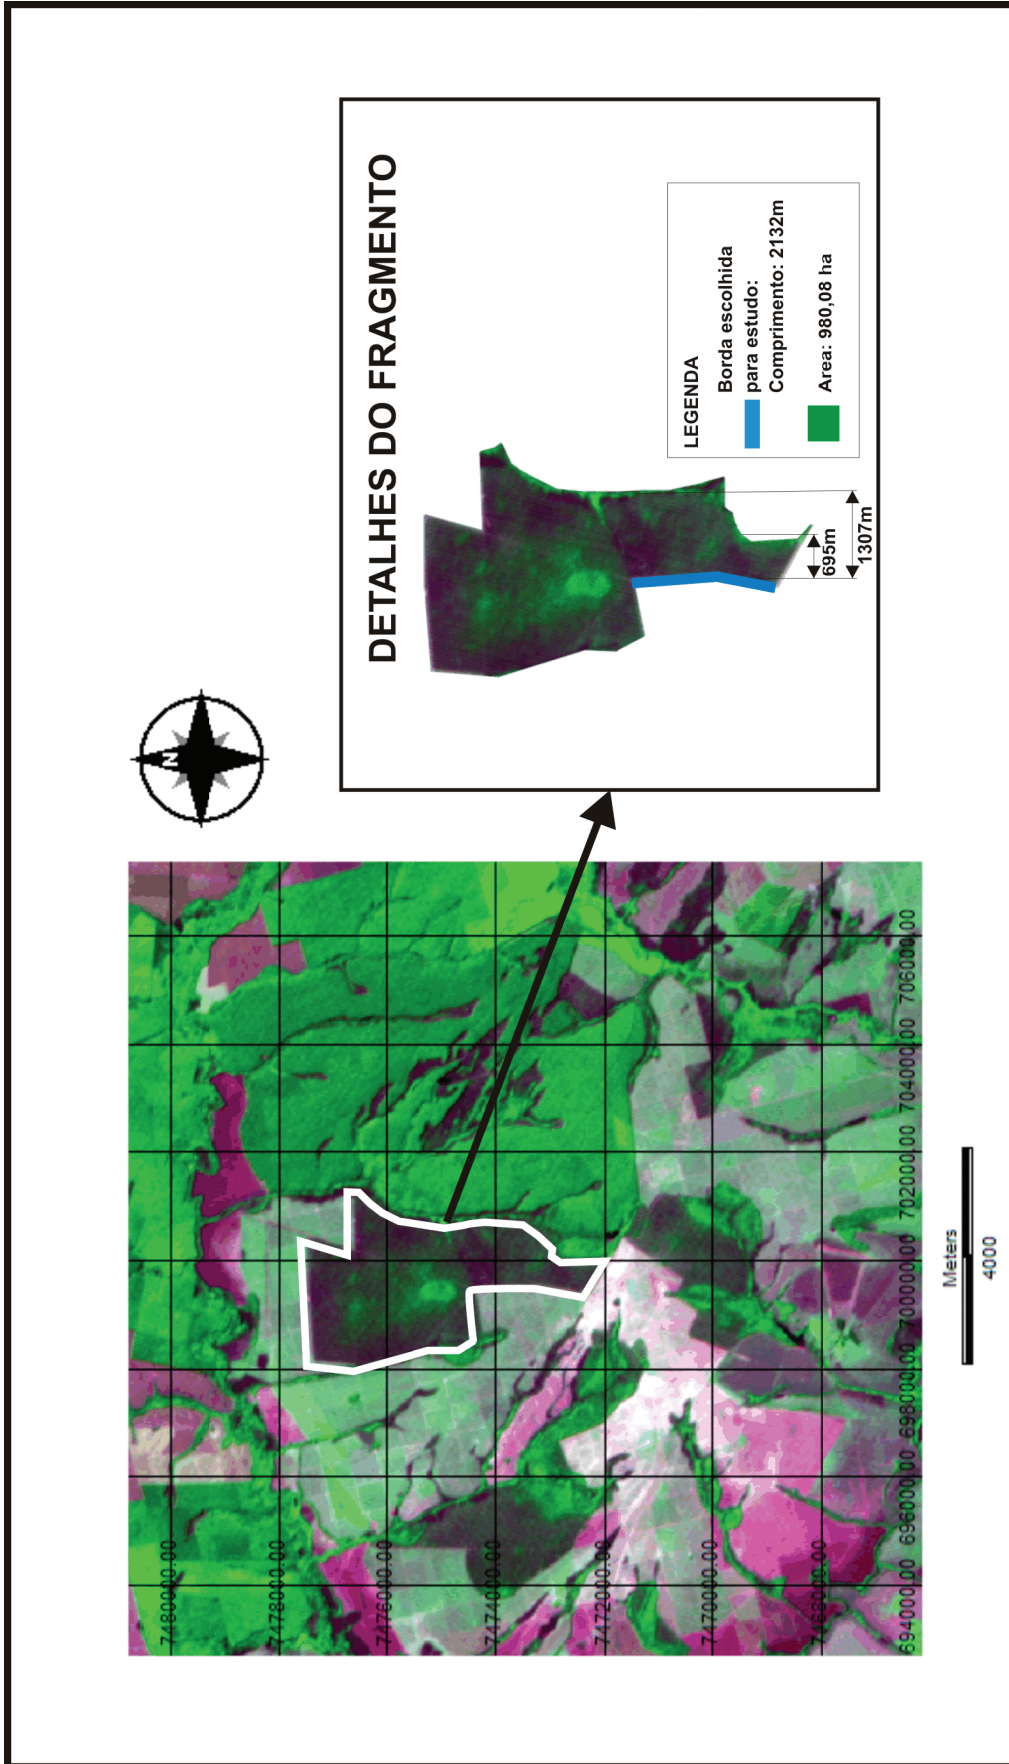 N
DETALHES DO FRAGMENTO
LEGENDA
Borda escolhida
para estudo:
Comprimento: 2132m
Area: 980,08 ha
695m
1307m
7480000.00
7478000.00
7476000.00
7474000.00
7472000.00
7470000.00
7468000.00
694000.00
696000.00
698000.00
700000.00
702000.00
704000.00
706000.00
Meters
4000